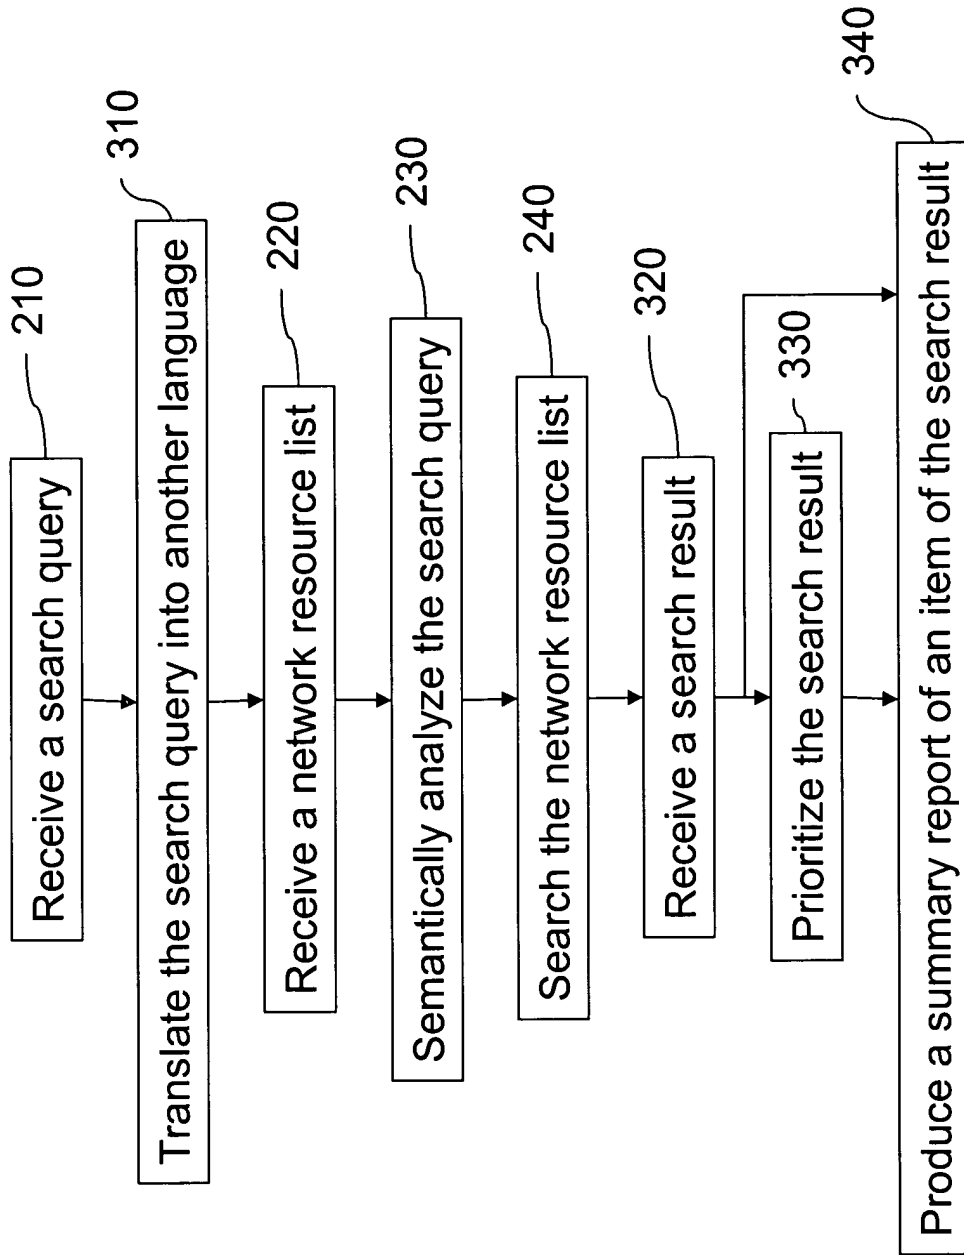 Receive a search query
210
Translate the search query into another language
310
Receive a network resource list
220
Semantically analyze the search query
230
Search the network resource list
240
Receive a search result
320
Prioritize the search result
330
Produce a summary report of an item of the search result
340